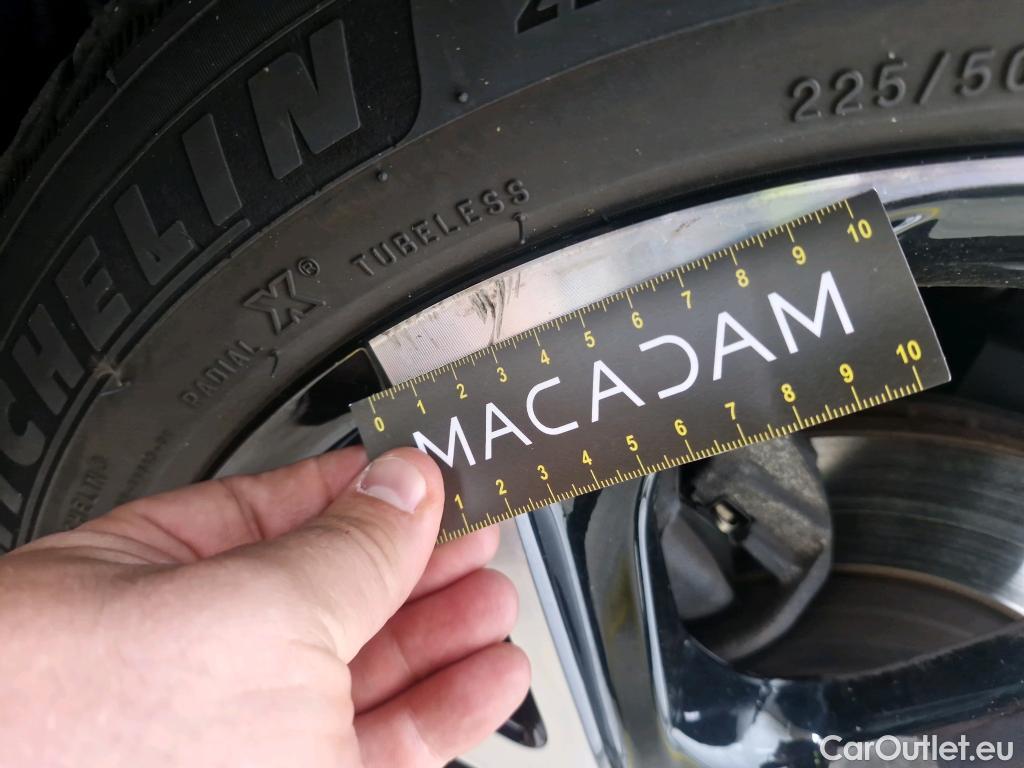 MICHELIN
225/50
RADIAL X® TUBELESS
0 1 2 3 4 5 6 7 8 9 10
MACADAM
1 2 3 4 5 6 7 8 9 10
CarOutlet.eu